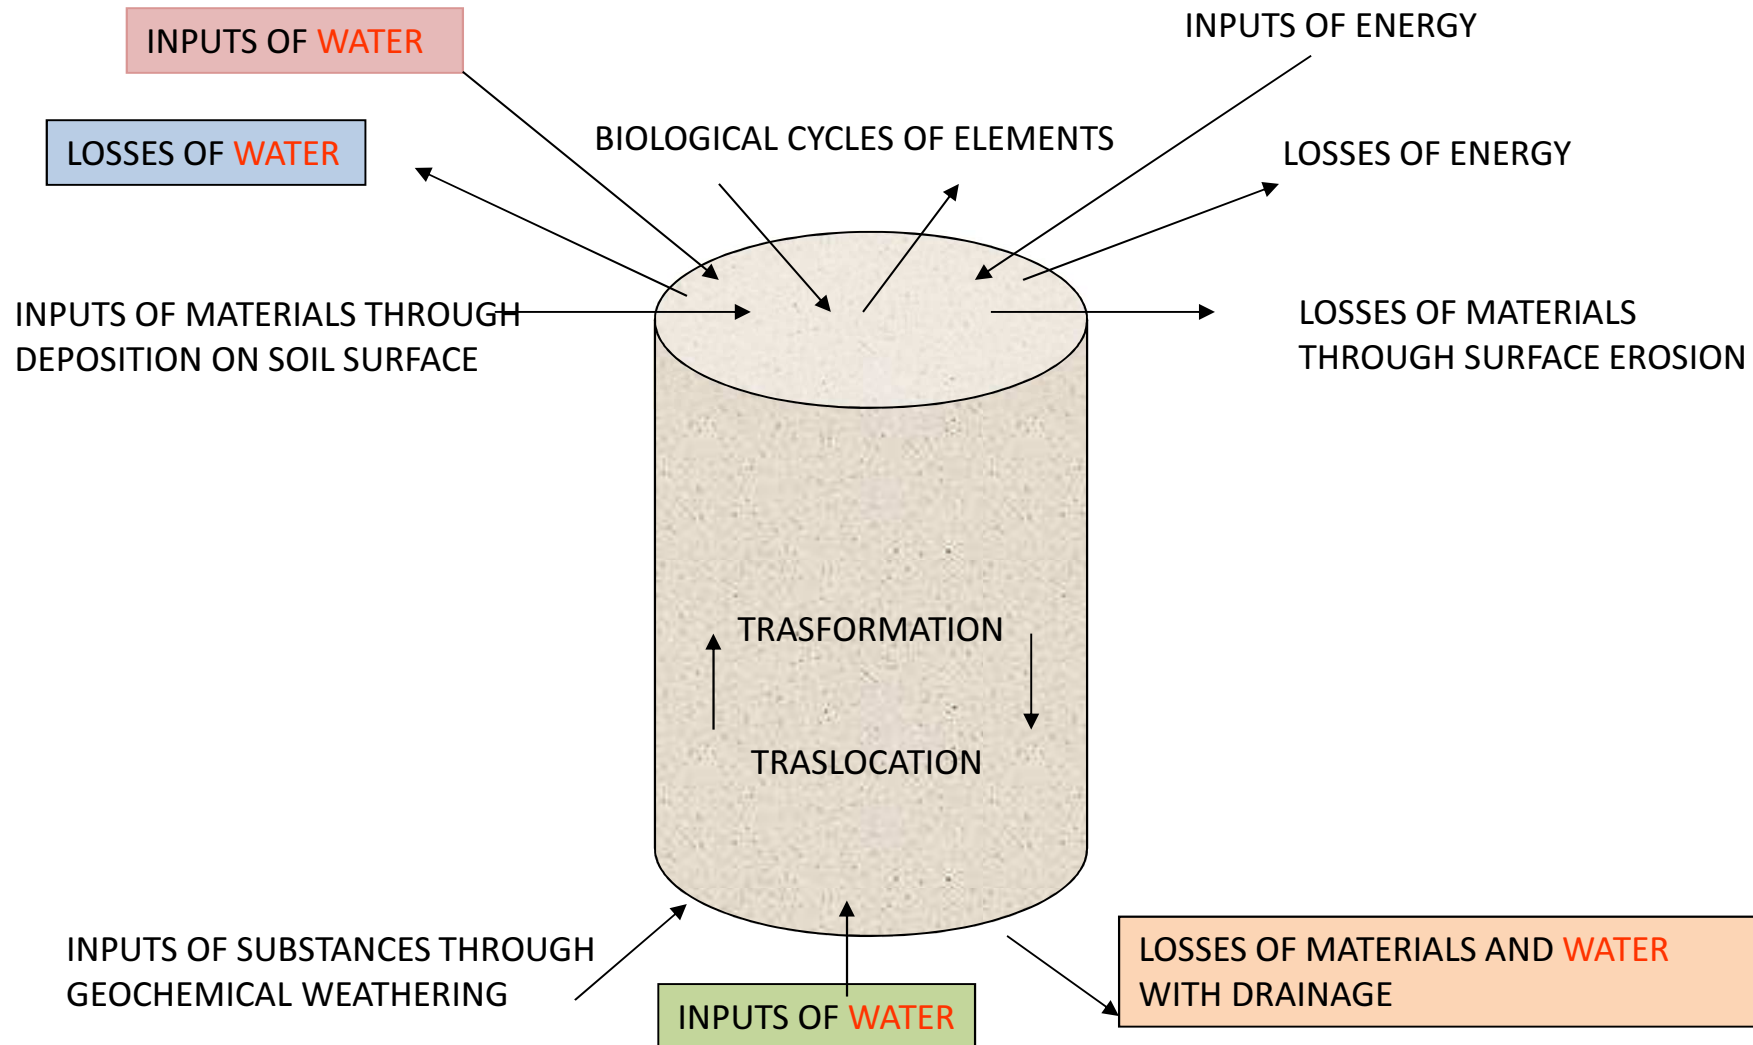 INPUTS OF WATER
INPUTS OF ENERGY
LOSSES OF WATER
BIOLOGICAL CYCLES OF ELEMENTS
LOSSES OF ENERGY
INPUTS OF MATERIALS THROUGH
DEPOSITION ON SOIL SURFACE
LOSSES OF MATERIALS
THROUGH SURFACE EROSION
TRASFORMATION
TRASLOCATION
INPUTS OF SUBSTANCES THROUGH
GEOCHEMICAL WEATHERING
INPUTS OF WATER
LOSSES OF MATERIALS AND WATER
WITH DRAINAGE